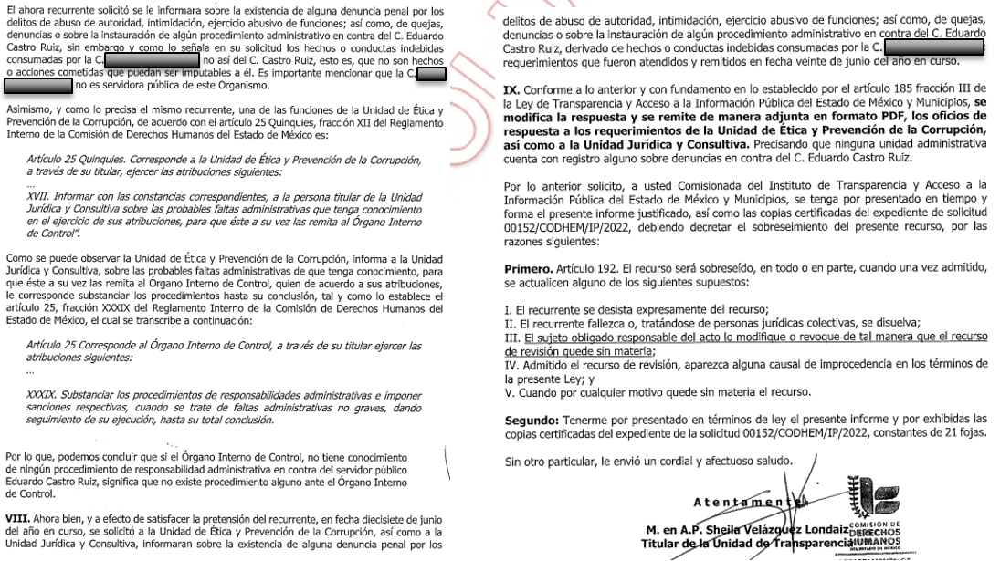 El ahora recurrente solicitó se le informara sobre la existencia de alguna denuncia penal por los
delitos de abuso de autoridad, intimidación, ejercicio abusivo de funciones; así como, de quejas,
denuncias o sobre la instauración de algún procedimiento administrativo en contra del C. Eduardo
Castro Ruiz, sin embargo y como lo señala en su solicitud los hechos o conductas indebidas
consumadas por la C. no así del C. Castro Ruiz, esto es, que no son hechos
o acciones cometidas que puedan ser imputables a él. Es importante mencionar que la C.
no es servidora pública de este Organismo.
Asimismo, y como lo precisa el mismo recurrente, una de las funciones de la Unidad de Ética y
Prevención de la Corrupción, de acuerdo con el artículo 25 Quinquies, fracción XII del Reglamento
Interno de la Comisión de Derechos Humanos del Estado de México es:
Artículo 25 Quinques. Corresponde a la Unidad de Ética y Prevención de la Corrupción,
a través de su titular, ejercer las atribuciones siguientes:
...
XVII. Informar con las constancias correspondientes, a la persona titular de la Unidad
Jurídica y Consultiva sobre las probables faltas administrativas que tenga conocimiento
en el ejercicio de sus atribuciones, para que éste a su vez las remita al Órgano Interno
de Control".
Como se puede observar la Unidad de Ética y Prevención de la Corrupción, informa a la Unidad
Jurídica y Consultiva, sobre las probables faltas administrativas de que tenga conocimiento, para
que éste a su vez las remita al Órgano Interno de Control, quien de acuerdo a sus atribuciones,
le corresponde substanciar los procedimientos hasta su conclusión, tal y como lo establece el
artículo 25, fracción XXXIX del Reglamento Interno de la Comisión de Derechos Humanos del
Estado de México, el cual se transcribe a continuación:
Artículo 25 Corresponde al Órgano Interno de Control, a través de su titular ejercer las
atribuciones siguientes:
...
XXXIX. Substanciar los procedimientos de responsabilidades administrativas e imponer
sanciones respectivas, cuando se trate de faltas administrativas no graves, dando
seguimiento de su ejecución, hasta su total conclusión.
Por lo que, podemos concluir que si el Órgano Interno de Control, no tiene conocimiento
de ningún procedimiento de responsabilidad administrativa en contra del servidor público
Eduardo Castro Ruiz, significa que no existe procedimiento alguno ante el Órgano Interno
de Control.
VIII. Ahora bien, y a efecto de satisfacer la pretensión del recurrente, en fecha diecisiete de junio
del año en curso, se solicitó a la Unidad de Ética y Prevención de la Corrupción, así como a la
Unidad Jurídica y Consultiva, informaran sobre la existencia de alguna denuncia penal por los
delitos de abuso de autoridad, intimidación, ejercicio abusivo de funciones; así como, de quejas,
denuncias o sobre la instauración de algún procedimiento administrativo en contra del C. Eduardo
Castro Ruiz, derivado de hechos o conductas indebidas consumadas por la C.
requerimientos que fueron atendidos y remitidos en fecha veinte de junio del año en curso.
IX. Conforme a lo anterior y con fundamento en lo establecido por el artículo 185 fracción III de
la Ley de Transparencia y Acceso a la Información Pública del Estado de México y Municipios, se
modifica la respuesta y se remite de manera adjunta en formato PDF, los oficios de
respuesta a los requerimientos de la Unidad de Ética y Prevención de la Corrupción,
así como a la Unidad Jurídica y Consultiva. Precisando que ninguna unidad administrativa
cuenta con registro alguno sobre denuncias en contra del C. Eduardo Castro Ruiz.
Por lo anterior solicito, a usted Comisionada del Instituto de Transparencia y Acceso a la
Información Pública del Estado de México y Municipios, se tenga por presentado en tiempo y
forma el presente informe justificado, así como las copias certificadas del expediente de solicitud
00152/CODHEM/IP/2022, debiendo decretar el sobreseimiento del presente recurso, por las
razones siguientes:
Primero. Artículo 192. El recurso será sobreseído, en todo o en parte, cuando una vez admitido,
se actualicen alguno de los siguientes supuestos:
I. El recurrente se desista expresamente del recurso;
II. El recurrente fallezca o, tratándose de personas jurídicas colectivas, se disuelva;
III. El sujeto obligado responsable del acto lo modifique o revoque de tal manera que el recurso
de revisión quede sin materia;
IV. Admitido el recurso de revisión, aparezca alguna causal de improcedencia en los términos de
la presente Ley; y
V. Cuando por cualquier motivo quede sin materia el recurso.
Segundo: Tenerme por presentado en términos de ley el presente informe y por exhibidas las
copias certificadas del expediente de la solicitud 00152/CODHEM/IP/2022, constantes de 21 fojas.
Sin otro particular, le envió un cordial y afectuoso saludo.
Atentamente
M. en A.P. Sheila Velázquez Londaiz
Titular de la Unidad de Transparencia
COMISIÓN DE
DERECHOS
HUMANOS
DEL ESTADO DE MÉXICO